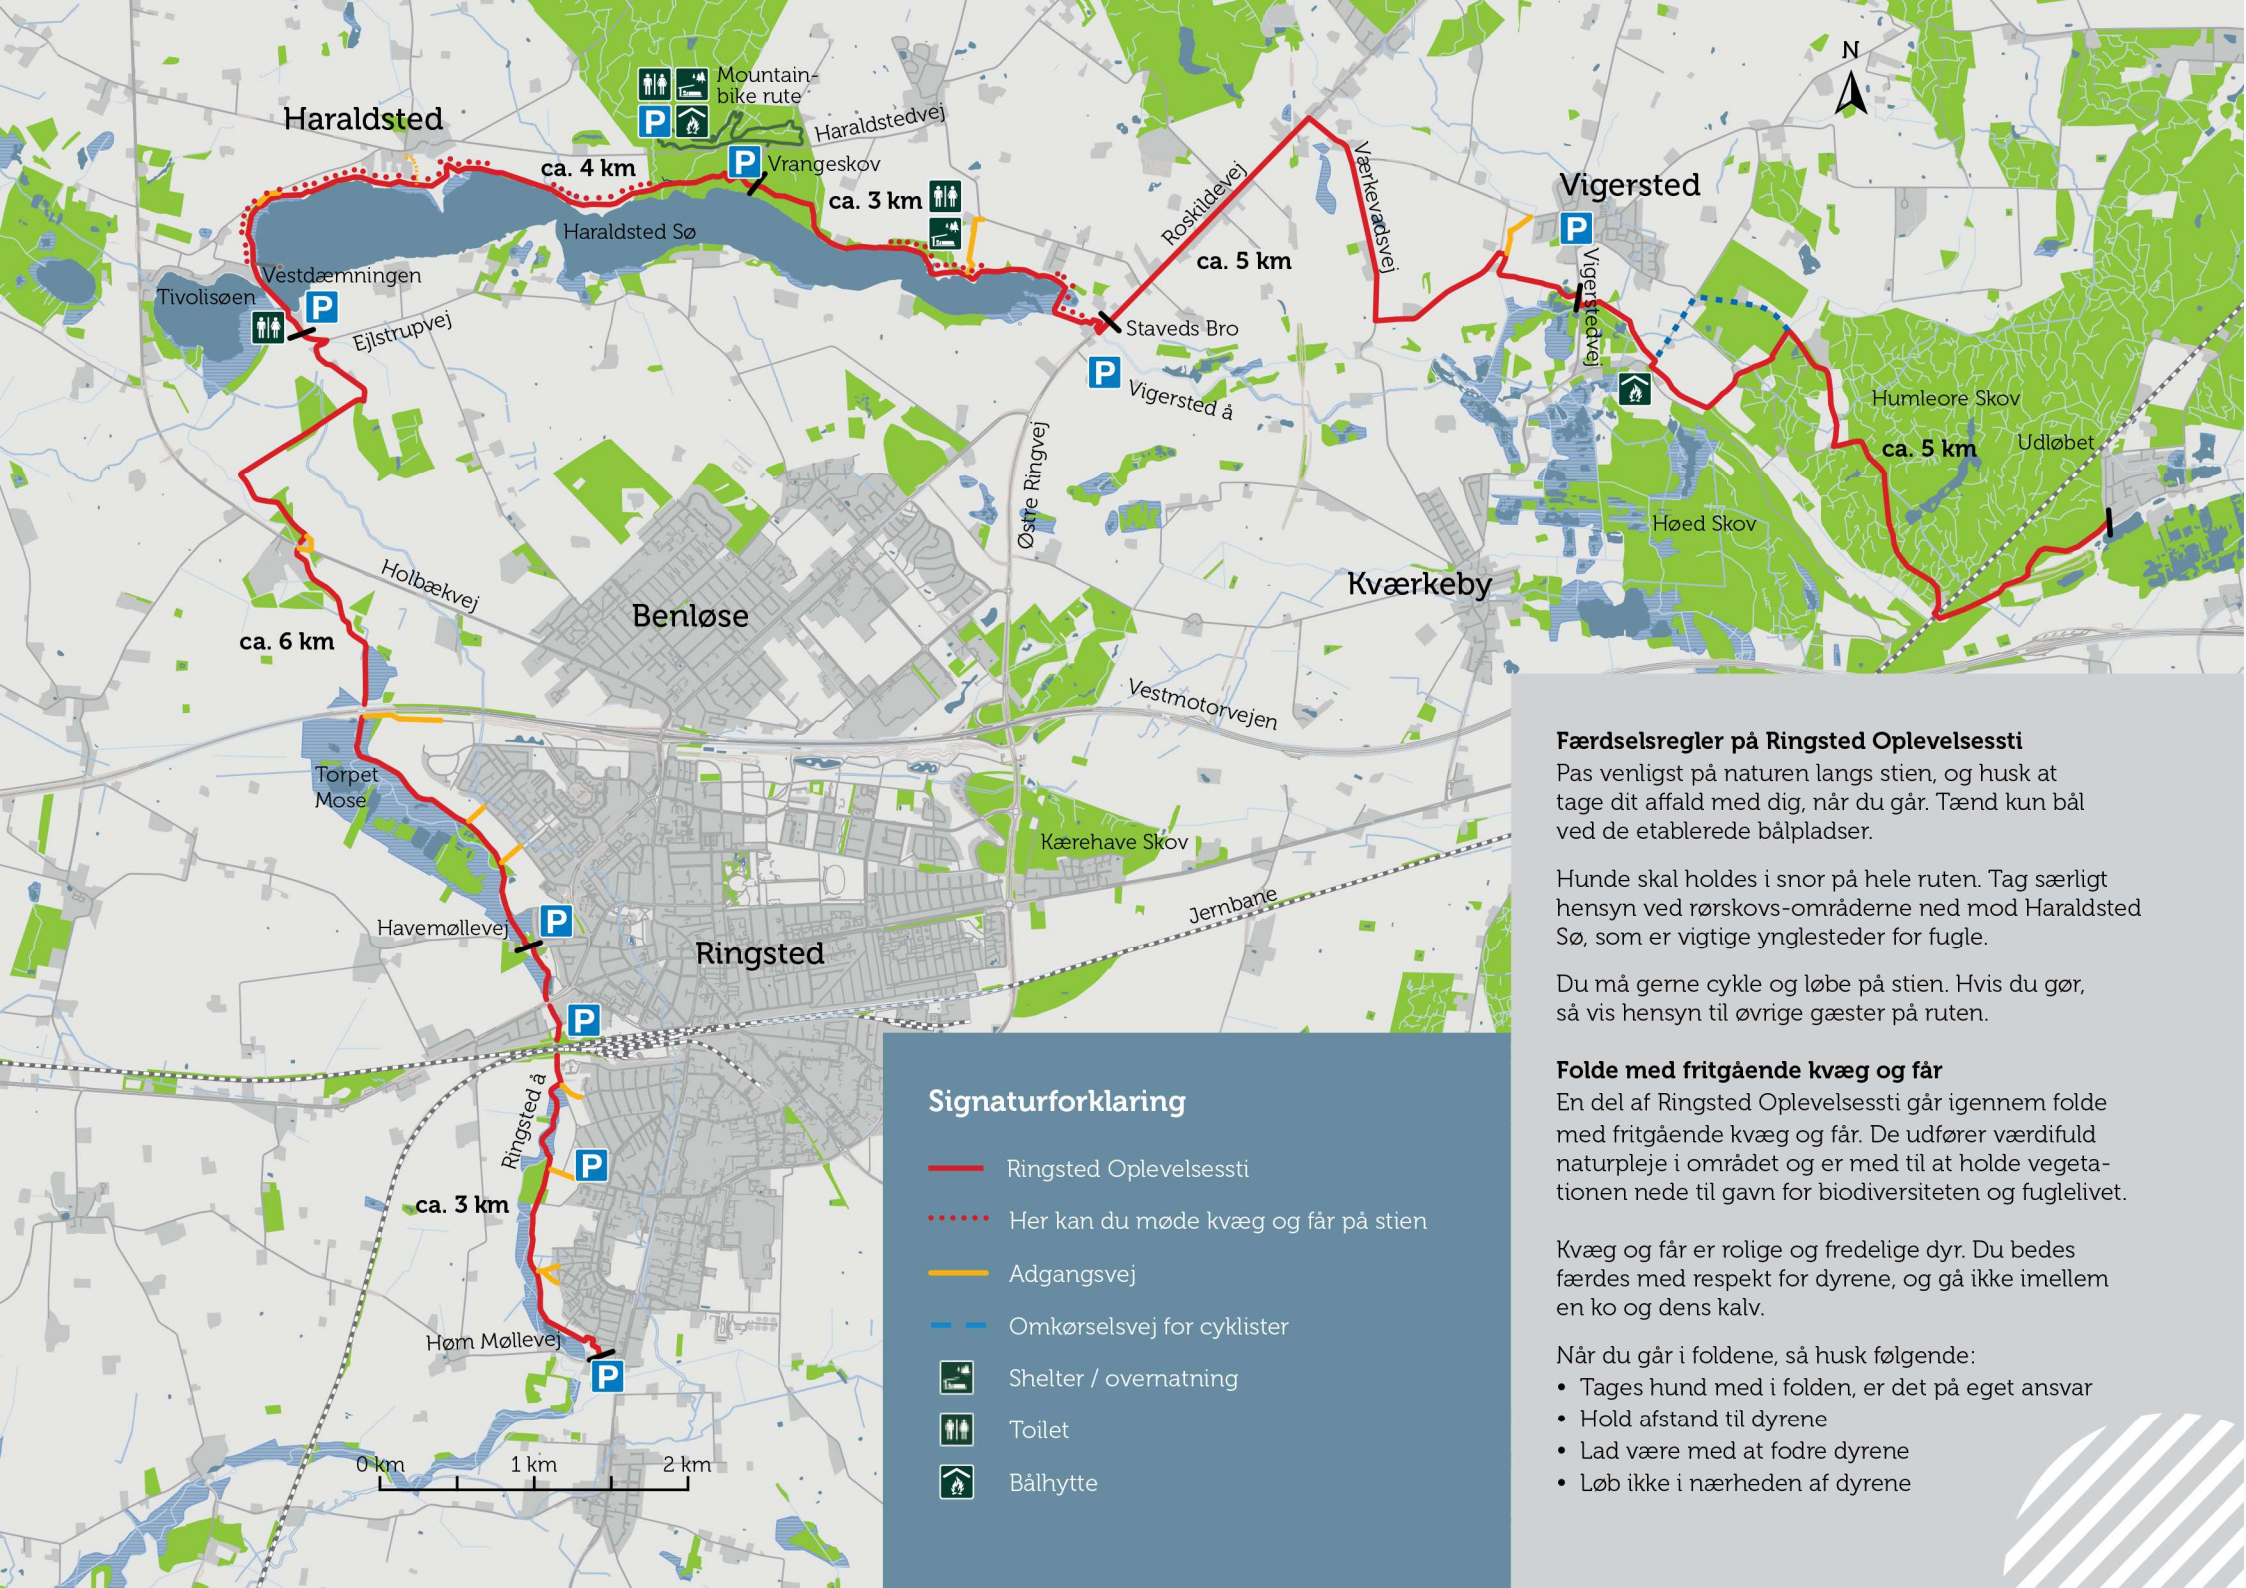 N
Mountain-
bike rute
Haraldsted
Haraldstedvej
P
P
Vrangeskov
ca. 4 km
ca. 3 km
Haraldsted Sø
Roskildevej
Værkevadsvej
Vigersted
P
Vigerstedvej
ca. 5 km
Vestdæmningen
Tivolisøen
P
Ejlstrupvej
Staveds Bro
P
Vigersted å
Humleore Skov
ca. 5 km
Udløbet
Østre Ringvej
Høed Skov
Holbækvej
Kværkeby
Benløse
ca. 6 km
Vestmotorvejen
Torpet
Mose
Kærehave Skov
Jernbane
Havemøllevej
P
Ringsted
P
Ringsted å
P
ca. 3 km
Høm Møllevej
P
0 km
1 km
2 km
Signaturforklaring
Ringsted Oplevelsessti
Her kan du møde kvæg og får på stien
Adgangsvej
Omkørselsvej for cyklister
Shelter / overnatning
Toilet
Bålhytte
Færdselsregler på Ringsted Oplevelsessti
Pas venligst på naturen langs stien, og husk at
tage dit affald med dig, når du går. Tænd kun bål
ved de etablerede bålpladser.
Hunde skal holdes i snor på hele ruten. Tag særligt
hensyn ved rørskovs-områderne ned mod Haraldsted
Sø, som er vigtige ynglesteder for fugle.
Du må gerne cykle og løbe på stien. Hvis du gør,
så vis hensyn til øvrige gæster på ruten.
Folde med fritgående kvæg og får
En del af Ringsted Oplevelsessti går igennem folde
med fritgående kvæg og får. De udfører værdifuld
naturpleje i området og er med til at holde vegeta-
tionen nede til gavn for biodiversiteten og fuglelivet.
Kvæg og får er rolige og fredelige dyr. Du bedes
færdes med respekt for dyrene, og gå ikke imellem
en ko og dens kalv.
Når du går i foldene, så husk følgende:
• Tages hund med i folden, er det på eget ansvar
• Hold afstand til dyrene
• Lad være med at fodre dyrene
• Løb ikke i nærheden af dyrene